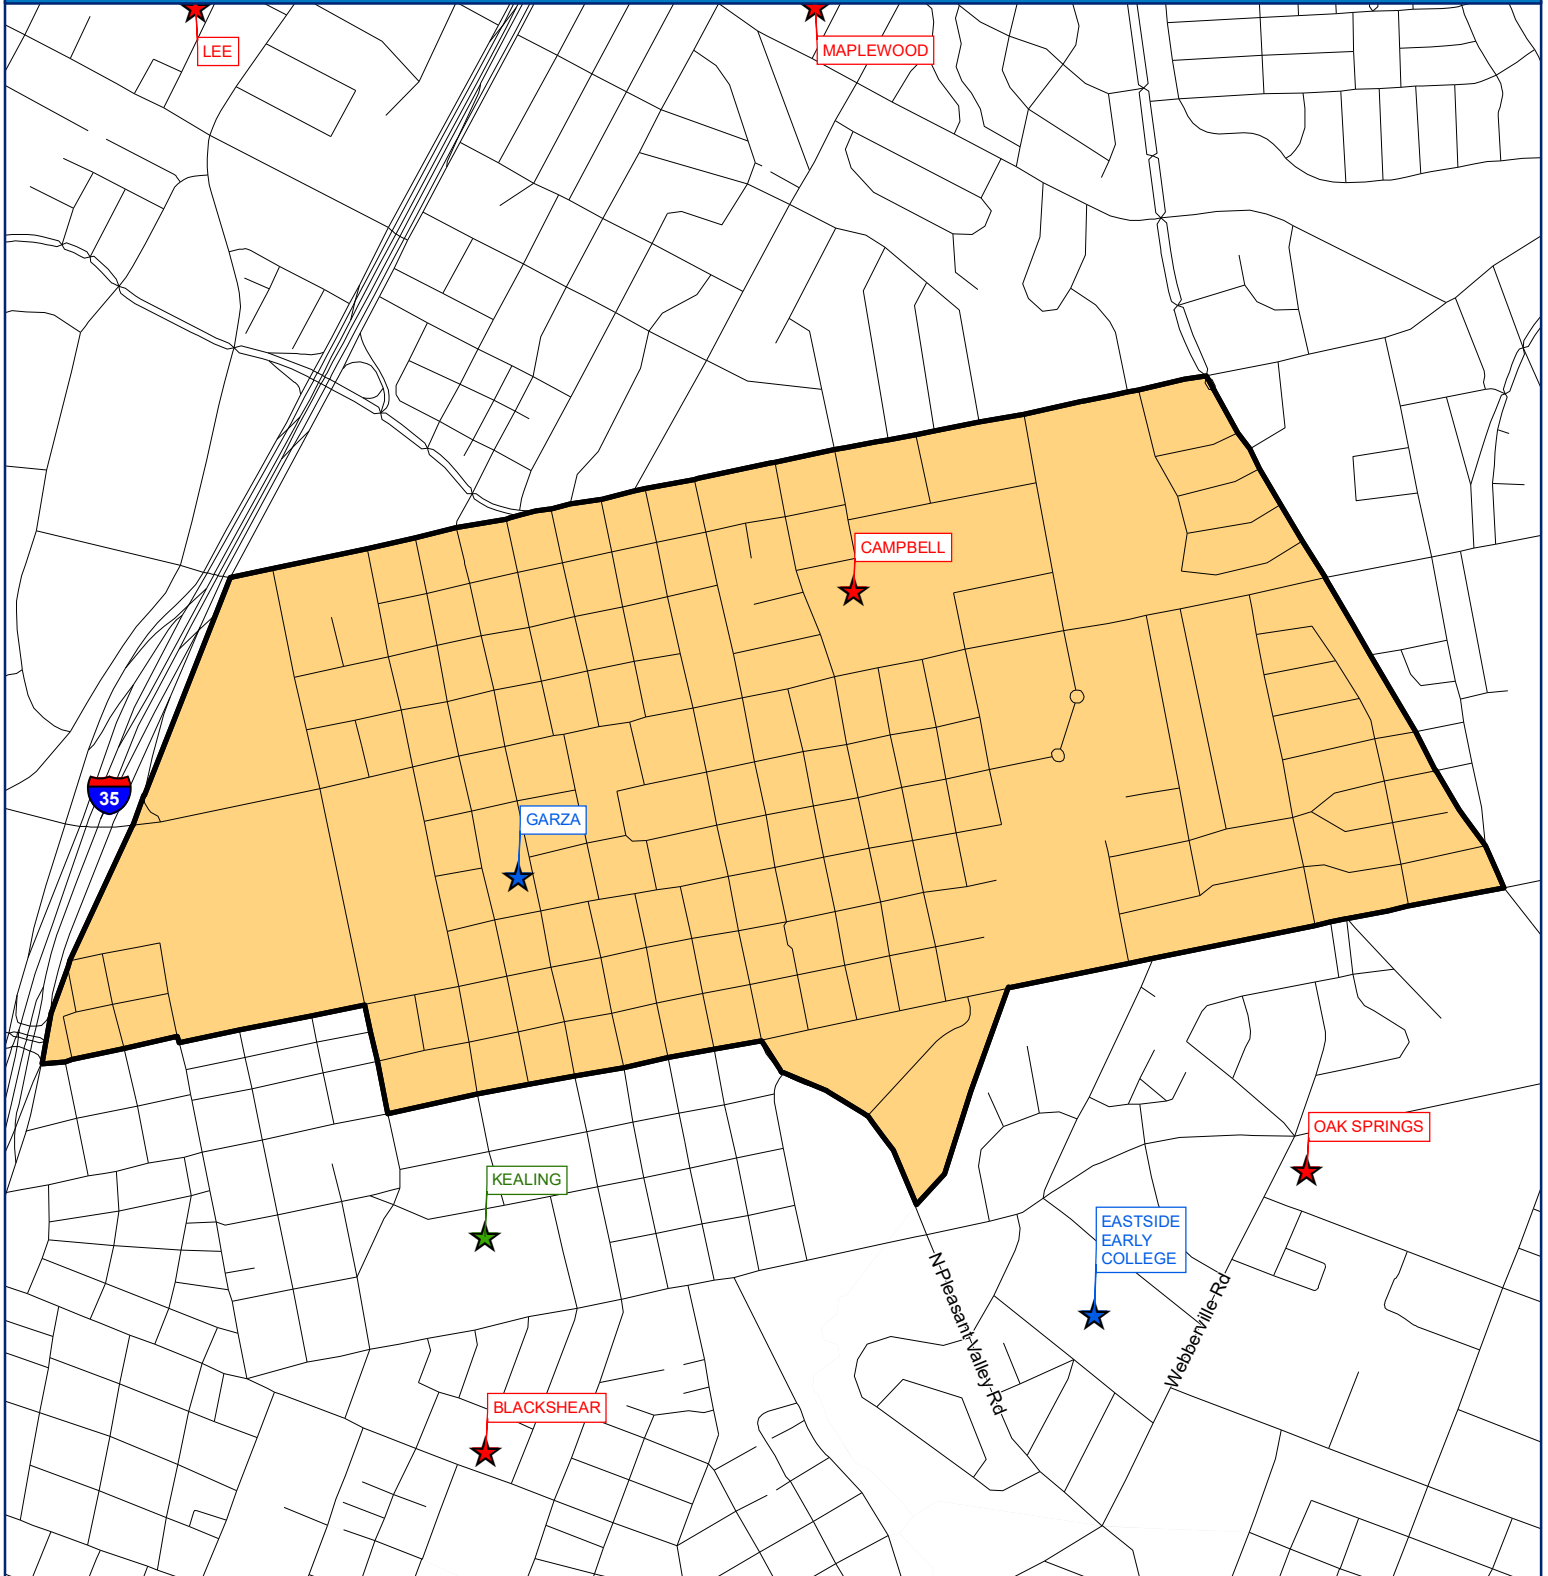 LEE
MAPLEWOOD
CAMPBELL
35
GARZA
OAK SPRINGS
KEALING
EASTSIDE
EARLY
COLLEGE
N Pleasant Valley Rd
Webberville Rd
BLACKSHEAR